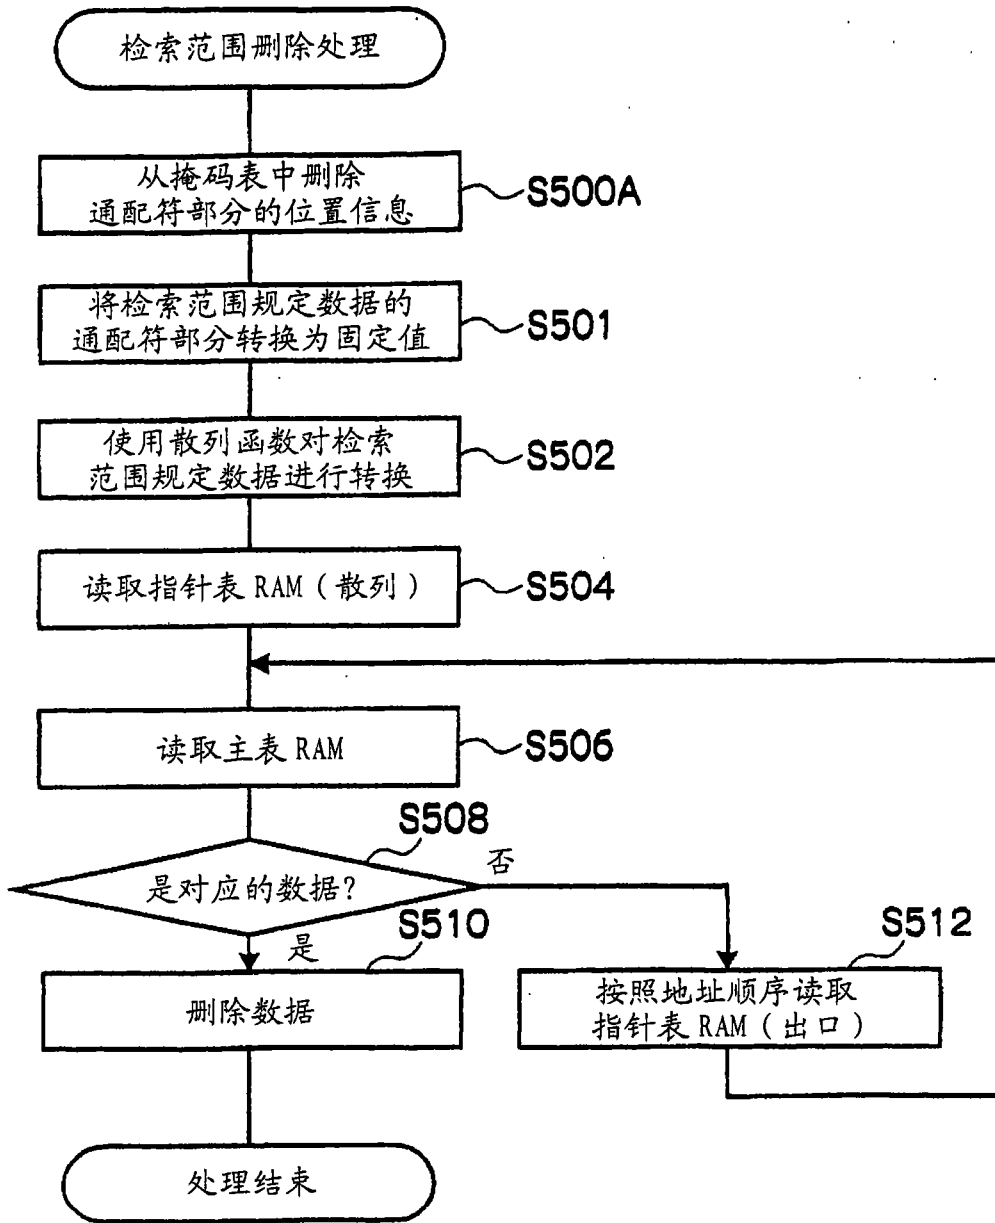 检索范围删除处理
从掩码表中删除
通配符部分的位置信息
S500A
将检索范围规定数据的
通配符部分转换为固定值
S501
使用散列函数对检索
范围规定数据进行转换
S502
读取指针表 RAM（散列）
S504
读取主表 RAM
S506
S508
是对应的数据?
否
是
S510
删除数据
S512
按照地址顺序读取
指针表 RAM（出口）
处理结束